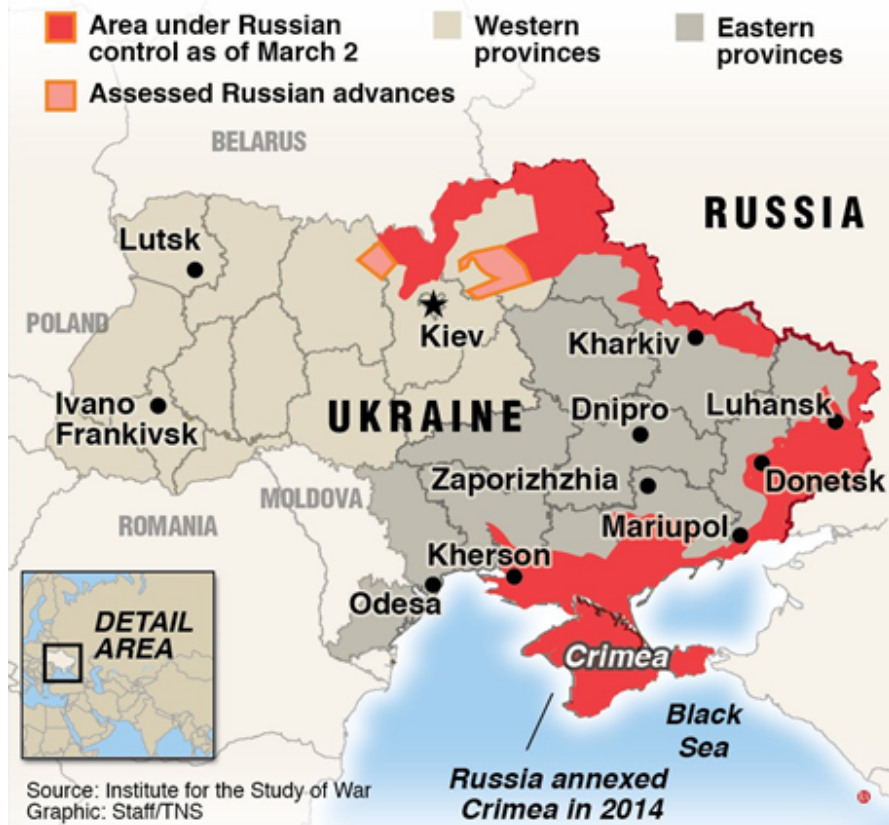 Area under Russian
control as of March 2
Western
provinces
Eastern
provinces
Assessed Russian advances
BELARUS
RUSSIA
Lutsk
POLAND
Kiev
Kharkiv
Ivano
Frankivsk
UKRAINE
Dnipro
Luhansk
Zaporizhzhia
Donetsk
MOLDOVA
ROMANIA
Mariupol
Kherson
Odesa
DETAIL
AREA
Crimea
Black
Sea
Russia annexed
Crimea in 2014
Source: Institute for the Study of War
Graphic: Staff/TNS